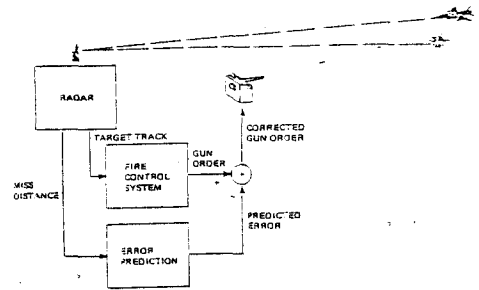 RADAR
TARGET TRACK
FIRE
CONTROL
SYSTEM
GUN
ORDER
CORRECTED
GUN ORDER
MISS
DISTANCE
+
-
PREDICTED
ERROR
ERROR
PREDICTION